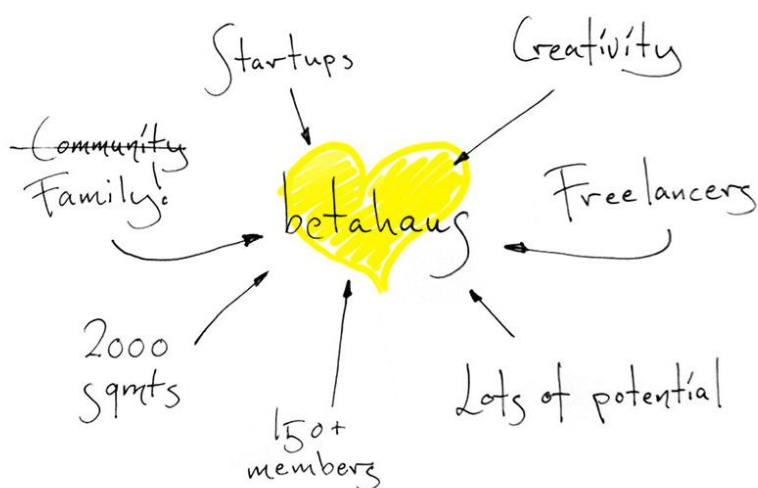 Startups
Creativity
Community
Family!
betahaus
Freelancers
2000
sqmts
150+
members
Lots of potential